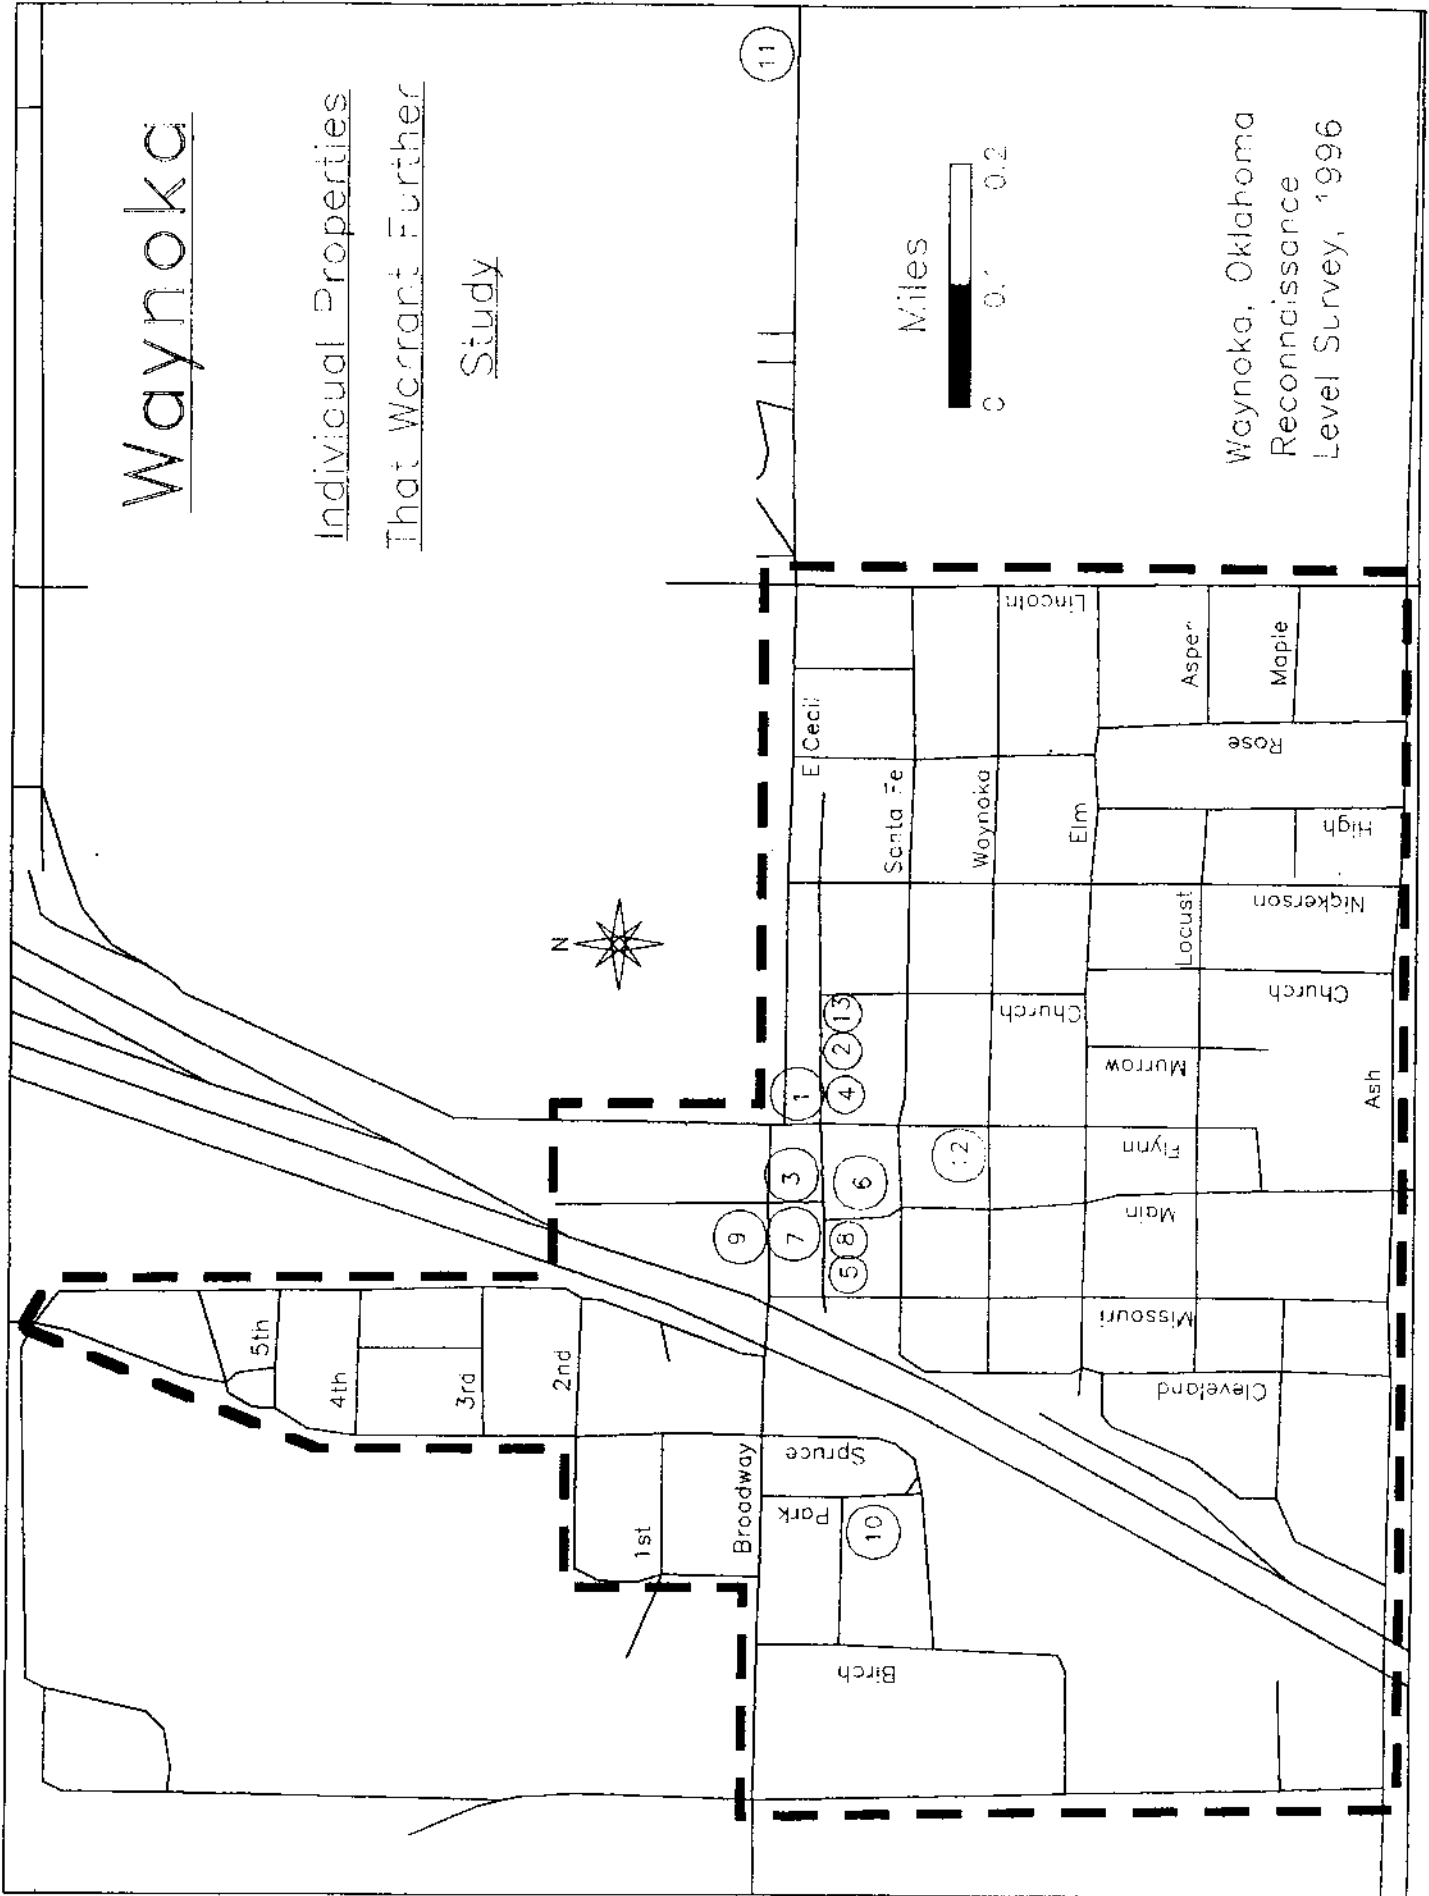 Waynoka
Individual Properties
That Warrant Further
Study
11
Miles
0
0.1
0.2
Waynoka, Oklahoma
Reconnaissance
Level Survey, 1996
N
5th
4th
3rd
2nd
1st
Broadway
Spruce
Park
10
Birch
9
7
3
1
5
8
6
4
2
13
12
E Cecil
Santa Fe
Waynoka
Elm
Locust
Aspen
Maple
Ash
Lincoln
Rose
High
Nickerson
Church
Church
Murrow
Flynn
Main
Missouri
Cleveland